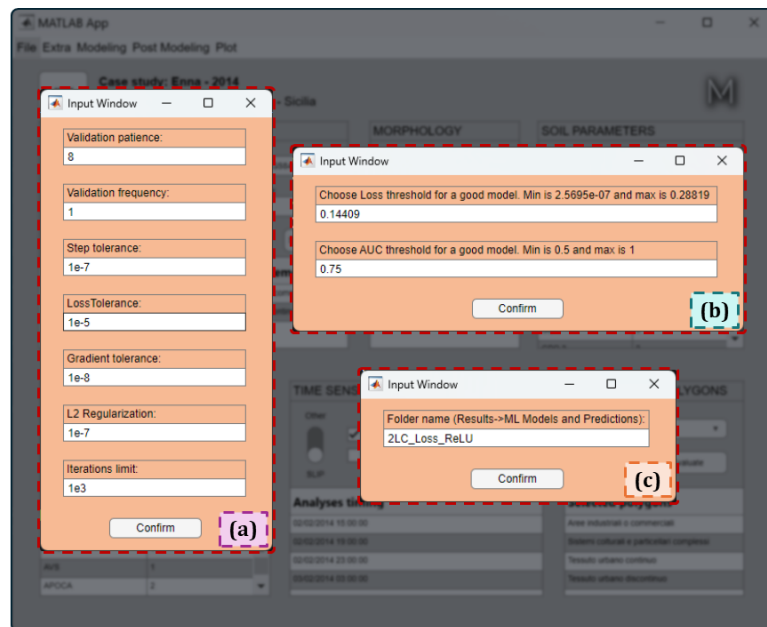 MATLAB App
File Extra Modeling Post Modeling Plot
Case study: Enna - 2014
- Sicilia
MORPHOLOGY
SOIL PARAMETERS
Input Window
Validation patience:
8
Validation frequency:
1
Step tolerance:
1e-7
LossTolerance:
1e-5
Gradient tolerance:
1e-8
L2 Regularization:
1e-7
Iterations limit:
1e3
Confirm
(a)
Input Window
Choose Loss threshold for a good model. Min is 2.5695e-07 and max is 0.28819
0.14409
Choose AUC threshold for a good model. Min is 0.5 and max is 1
0.75
Confirm
(b)
TIME SENS
YGONS
Other
SLIP
Input Window
Folder name (Results->ML Models and Predictions):
2LC_Loss_ReLU
Confirm
(c)
Analyses timing
02/02/2014 15:00:00
02/02/2014 19:00:00
02/02/2014 23:00:00
03/02/2014 03:00:00
Selected polygons
Aree industriali o commerciali
Sistemi colturali e particellari complessi
Tessuto urbano continuo
Tessuto urbano discontinuo
AVB 1
APOCA 2